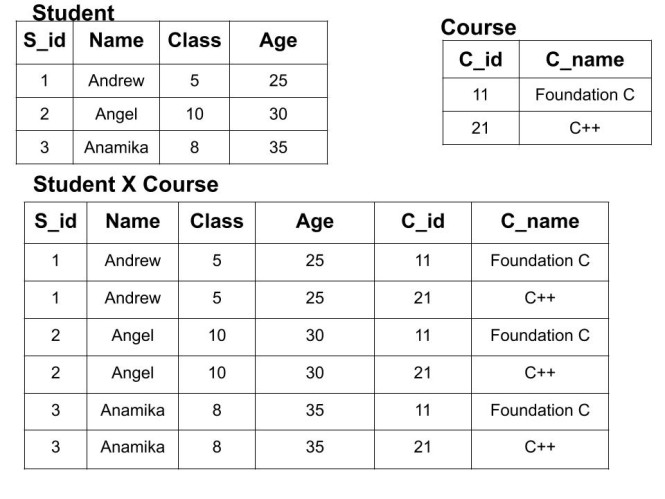 Student
S_id Name Class Age
1 Andrew 5 25
2 Angel 10 30
3 Anamika 8 35
Course
C_id C_name
11 Foundation C
21 C++
Student X Course
S_id Name Class Age C_id C_name
1 Andrew 5 25 11 Foundation C
1 Andrew 5 25 21 C++
2 Angel 10 30 11 Foundation C
2 Angel 10 30 21 C++
3 Anamika 8 35 11 Foundation C
3 Anamika 8 35 21 C++